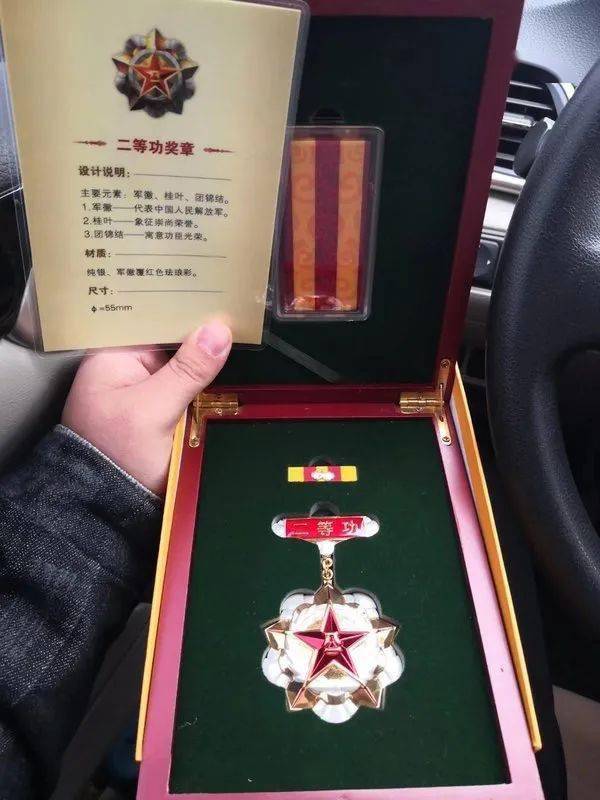 二等功奖章
设计说明：
主要元素：军徽、桂叶、团锦结。
1.军徽——代表中国人民解放军。
2.桂叶——象征崇尚荣誉。
3.团锦结——寓意功臣光荣。
材质：
纯银、军徽覆红色珐琅彩。
尺寸：
ф=55mm
二等功
八一